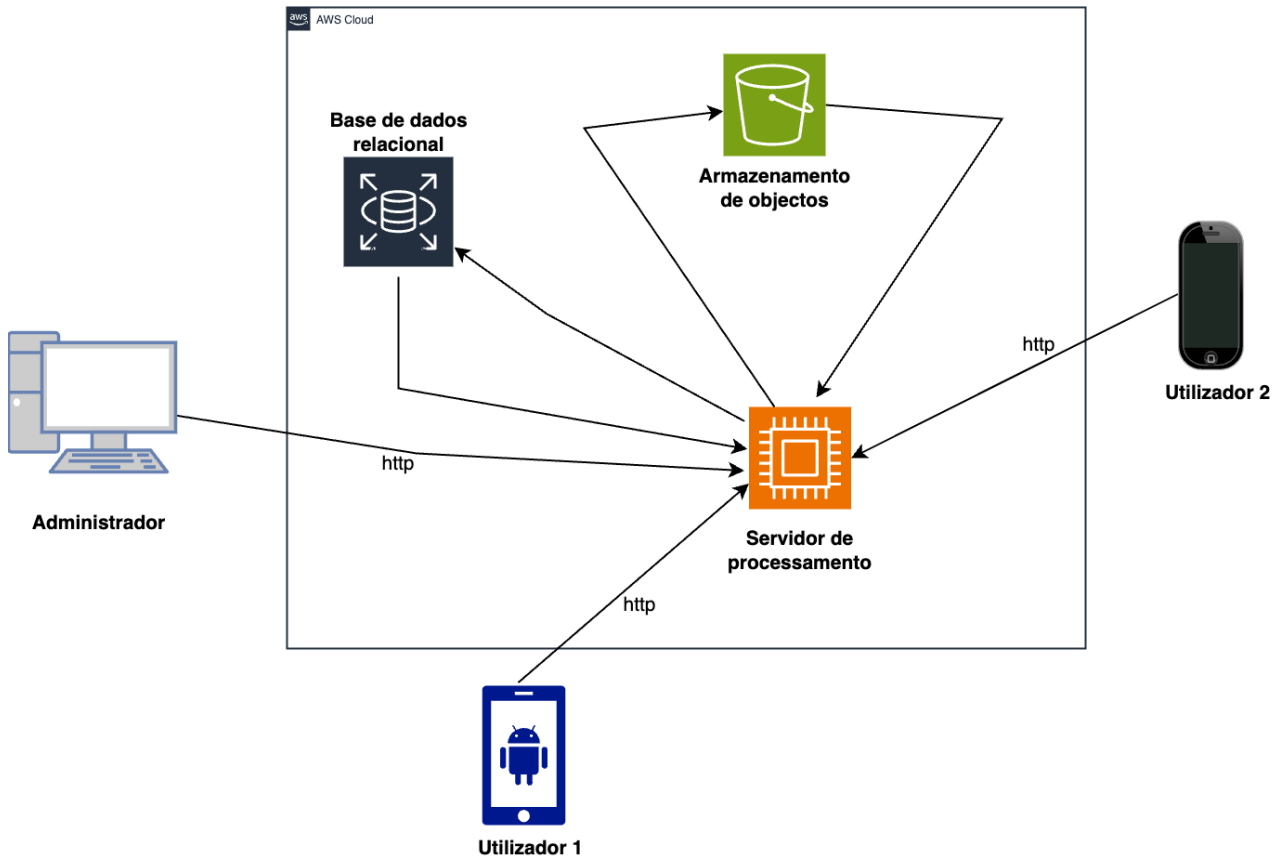 aws
AWS Cloud
Base de dados
relacional
Armazenamento
de objectos
http
Utilizador 2
http
Administrador
Servidor de
processamento
http
Utilizador 1